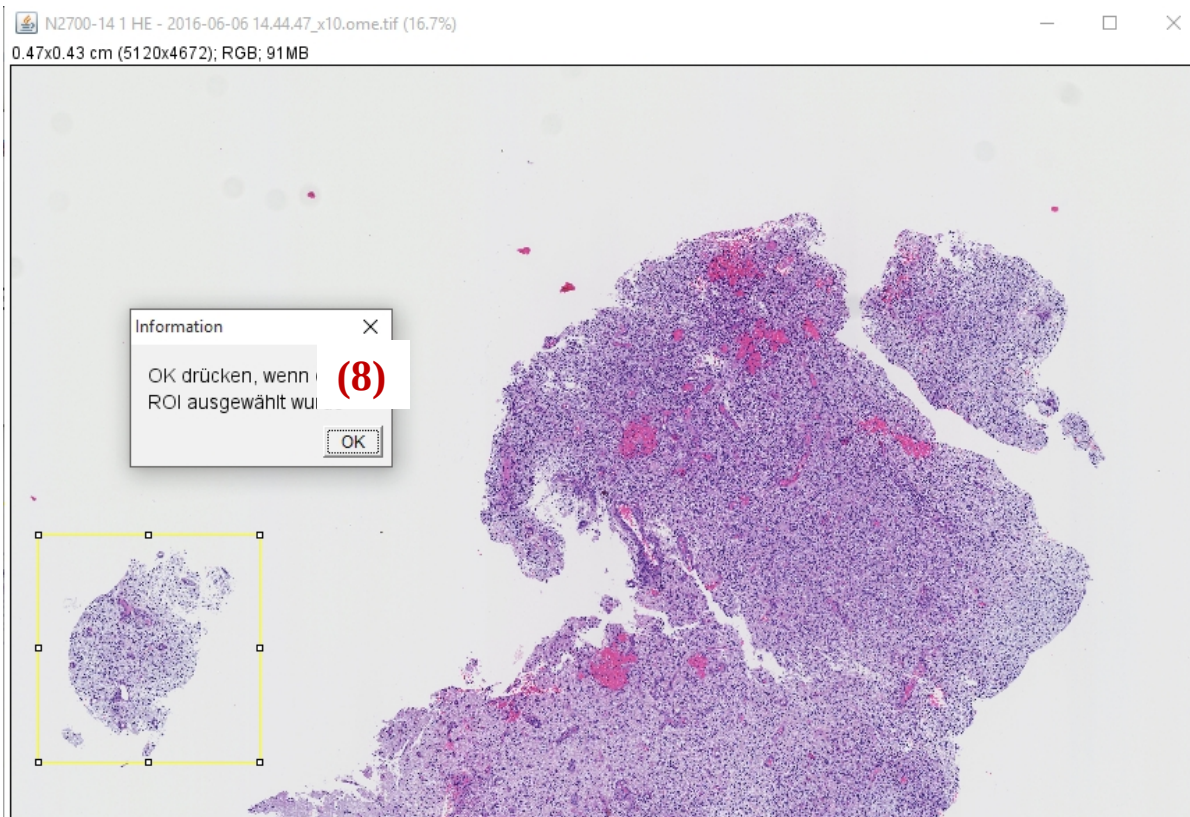 N2700-14 1 HE - 2016-06-06 14.44.47_x10.ome.tif (16.7%)
0.47x0.43 cm (5120x4672); RGB; 91MB
Information
OK drücken, wenn
(8)
ROI ausgewählt
OK